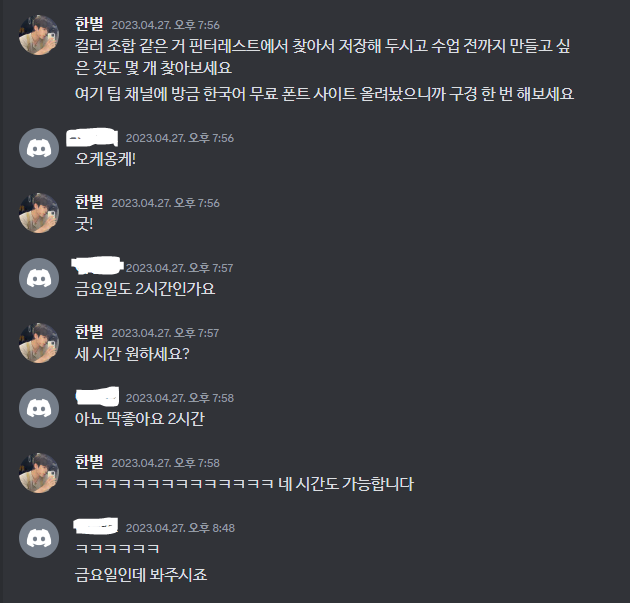 한별 2023.04.27. 오후 7:56
컬러 조합 같은 거 핀터레스트에서 찾아서 저장해 두시고 수업 전까지 만들고 싶
은 것도 몇 개 찾아보세요
여기 팁 채널에 방금 한국어 무료 폰트 사이트 올려놨으니까 구경 한 번 해보세요
2023.04.27. 오후 7:56
오케옹케!
한별 2023.04.27. 오후 7:56
굿!
2023.04.27. 오후 7:57
금요일도 2시간인가요
한별 2023.04.27. 오후 7:57
세 시간 원하세요?
2023.04.27. 오후 7:58
아뇨 딱좋아요 2시간
한별 2023.04.27. 오후 7:58
ㅋㅋㅋㅋㅋㅋㅋㅋㅋㅋㅋㅋㅋㅋ 네 시간도 가능합니다
2023.04.27. 오후 8:48
ㅋㅋㅋㅋㅋㅋ
금요일인데 봐주시죠